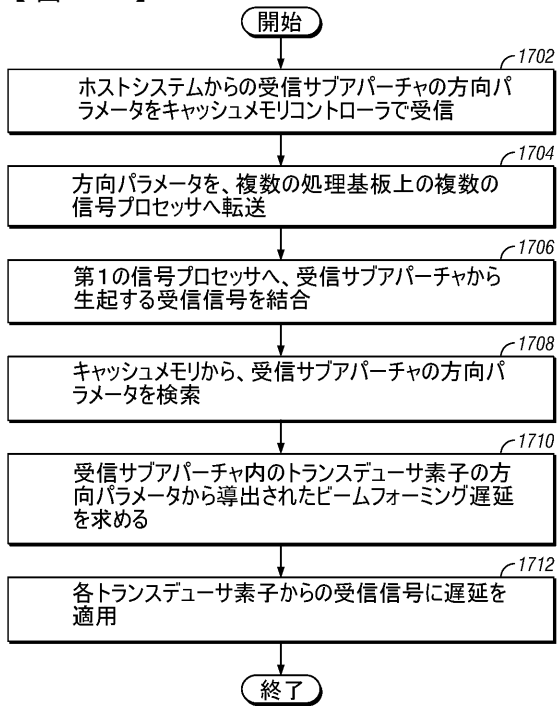 開始
1702
ホストシステムからの受信サブアパーチャの方向パ
ラメータをキャッシュメモリコントローラで受信
1704
方向パラメータを、複数の処理基板上の複数の
信号プロセッサへ転送
1706
第1の信号プロセッサへ、受信サブアパーチャから
生起する受信信号を結合
1708
キャッシュメモリから、受信サブアパーチャの方向パ
ラメータを検索
1710
受信サブアパーチャ内のトランスデューサ素子の方
向パラメータから導出されたビームフォーミング遅延
を求める
1712
各トランスデューサ素子からの受信信号に遅延を
適用
終了